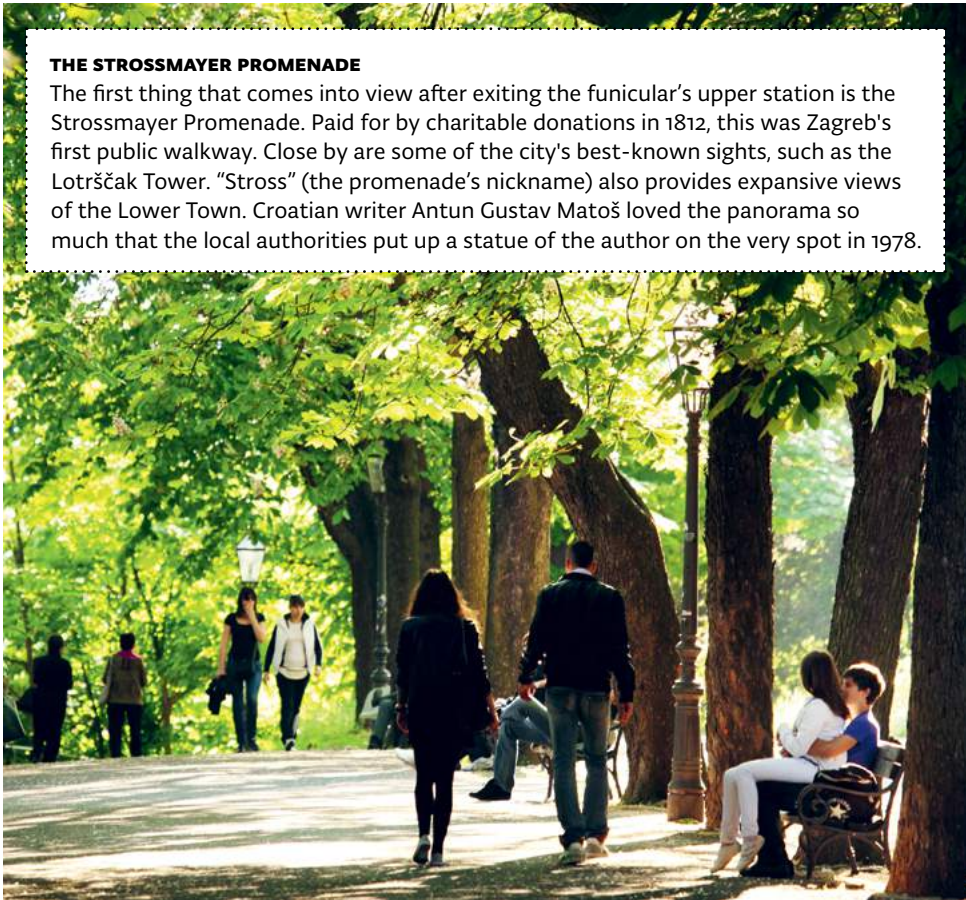 THE STROSSMAYER PROMENADE
The first thing that comes into view after exiting the funicular’s upper station is the
Strossmayer Promenade. Paid for by charitable donations in 1812, this was Zagreb's
first public walkway. Close by are some of the city's best-known sights, such as the
Lotrščak Tower. “Stross” (the promenade’s nickname) also provides expansive views
of the Lower Town. Croatian writer Antun Gustav Matoš loved the panorama so
much that the local authorities put up a statue of the author on the very spot in 1978.